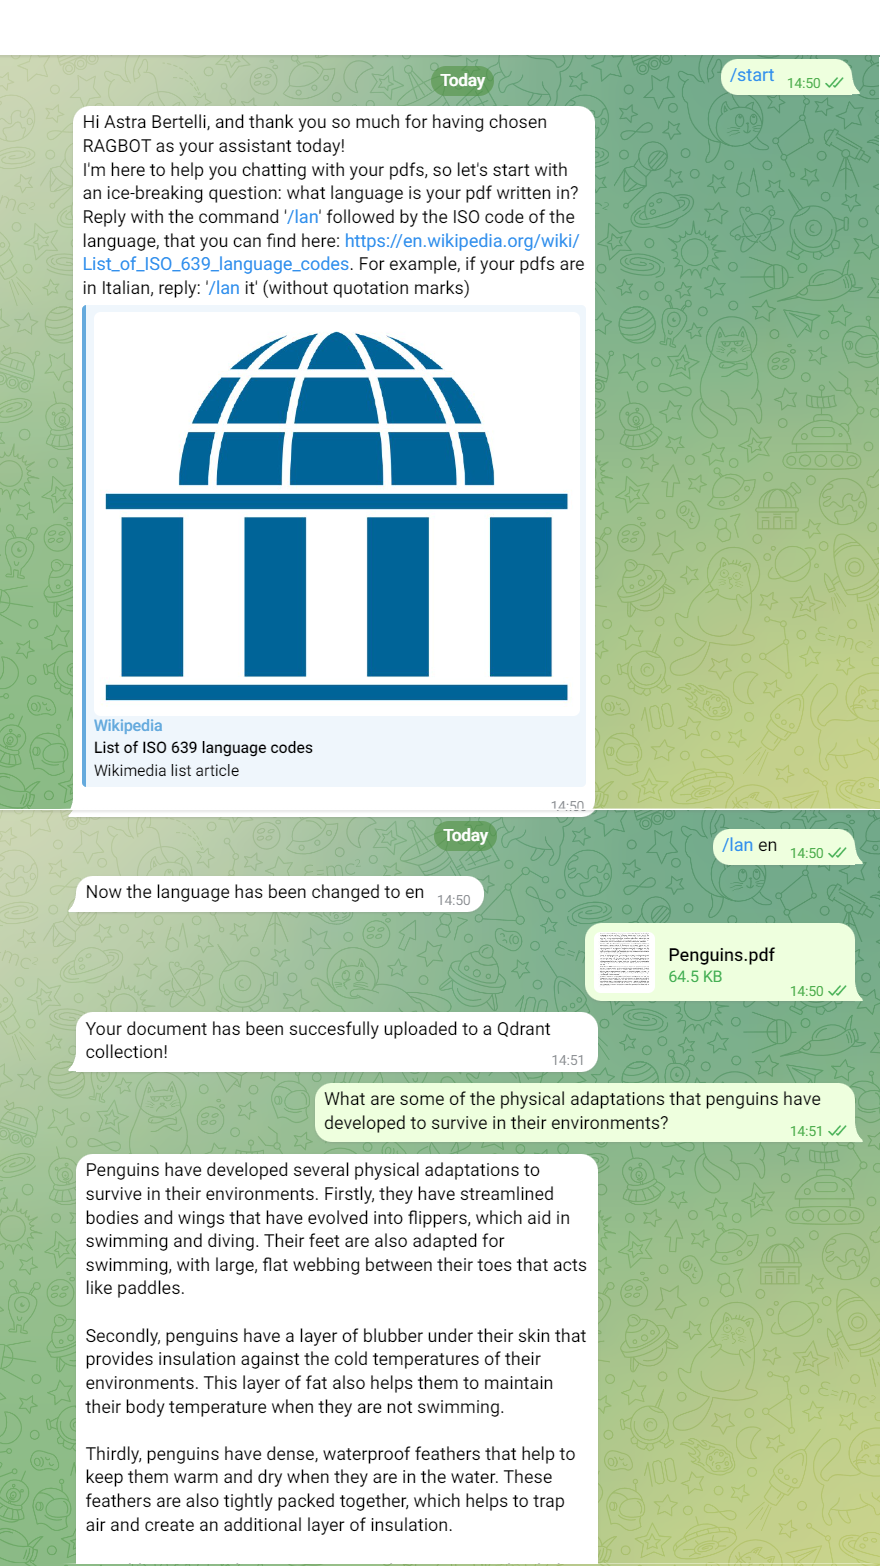 Today
/start 14:50
Hi Astra Bertelli, and thank you so much for having chosen
RAGBOT as your assistant today!
I'm here to help you chatting with your pdfs, so let's start with
an ice-breaking question: what language is your pdf written in?
Reply with the command '/lan' followed by the ISO code of the
language, that you can find here: https://en.wikipedia.org/wiki/
List_of_ISO_639_language_codes. For example, if your pdfs are
in Italian, reply: '/lan it' (without quotation marks)
Wikipedia
List of ISO 639 language codes
Wikimedia list article
14:50
Today
/lan en 14:50
Now the language has been changed to en 14:50
Penguins.pdf
64.5 KB
14:50
Your document has been succesfully uploaded to a Qdrant
collection!
14:51
What are some of the physical adaptations that penguins have
developed to survive in their environments?
14:51
Penguins have developed several physical adaptations to
survive in their environments. Firstly, they have streamlined
bodies and wings that have evolved into flippers, which aid in
swimming and diving. Their feet are also adapted for
swimming, with large, flat webbing between their toes that acts
like paddles.
Secondly, penguins have a layer of blubber under their skin that
provides insulation against the cold temperatures of their
environments. This layer of fat also helps them to maintain
their body temperature when they are not swimming.
Thirdly, penguins have dense, waterproof feathers that help to
keep them warm and dry when they are in the water. These
feathers are also tightly packed together, which helps to trap
air and create an additional layer of insulation.